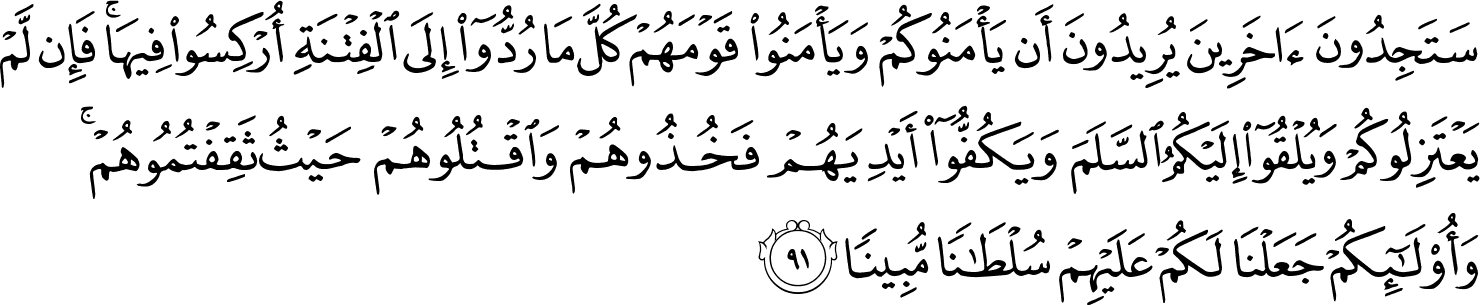 سَتَجِدُونَ ءَاخَرِينَ يُرِيدُونَ أَن يَأْمَنُوكُمْ وَيَأْمَنُوا۟ قَوْمَهُمْ كُلَّ مَا رُدُّوٓا۟ إِلَى ٱلْفِتْنَةِ أُرْكِسُوا۟ فِيهَا ۚ فَإِن لَّمْ
يَعْتَزِلُوكُمْ وَيُلْقُوٓا۟ إِلَيْكُمُ ٱلسَّلَمَ وَيَكُفُّوٓا۟ أَيْدِيَهُمْ فَخُذُوهُمْ وَٱقْتُلُوهُمْ حَيْثُ ثَقِفْتُمُوهُمْ ۚ
وَأُو۟لَـٰٓئِكُمْ جَعَلْنَا لَكُمْ عَلَيْهِمْ سُلْطَـٰنًا مُّبِينًا ٩١